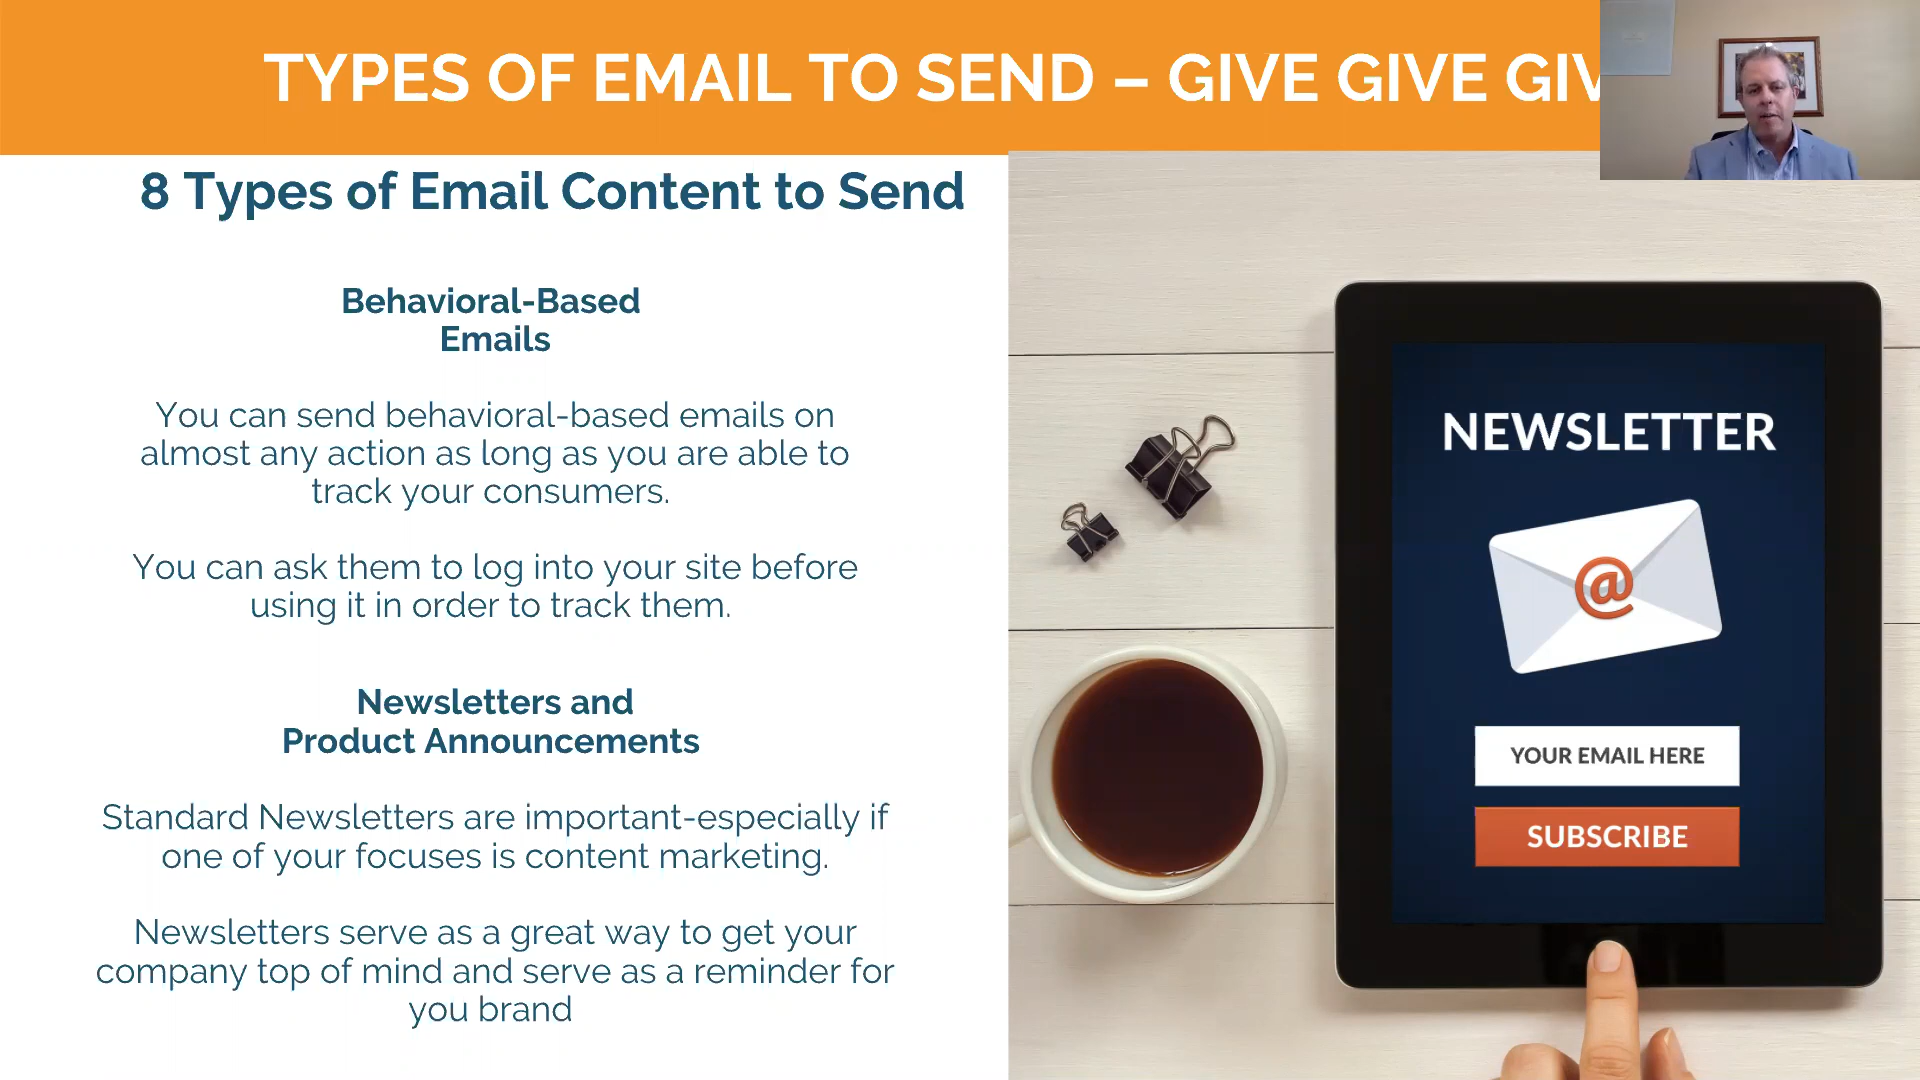 TYPES OF EMAIL TO SEND – GIVE GIVE
8 Types of Email Content to Send
Behavioral-Based
Emails
You can send behavioral-based emails on
almost any action as long as you are able to
track your consumers.
You can ask them to log into your site before
using it in order to track them.
Newsletters and
Product Announcements
Standard Newsletters are important-especially if
one of your focuses is content marketing.
Newsletters serve as a great way to get your
company top of mind and serve as a reminder for
you brand
NEWSLETTER
@
YOUR EMAIL HERE
SUBSCRIBE